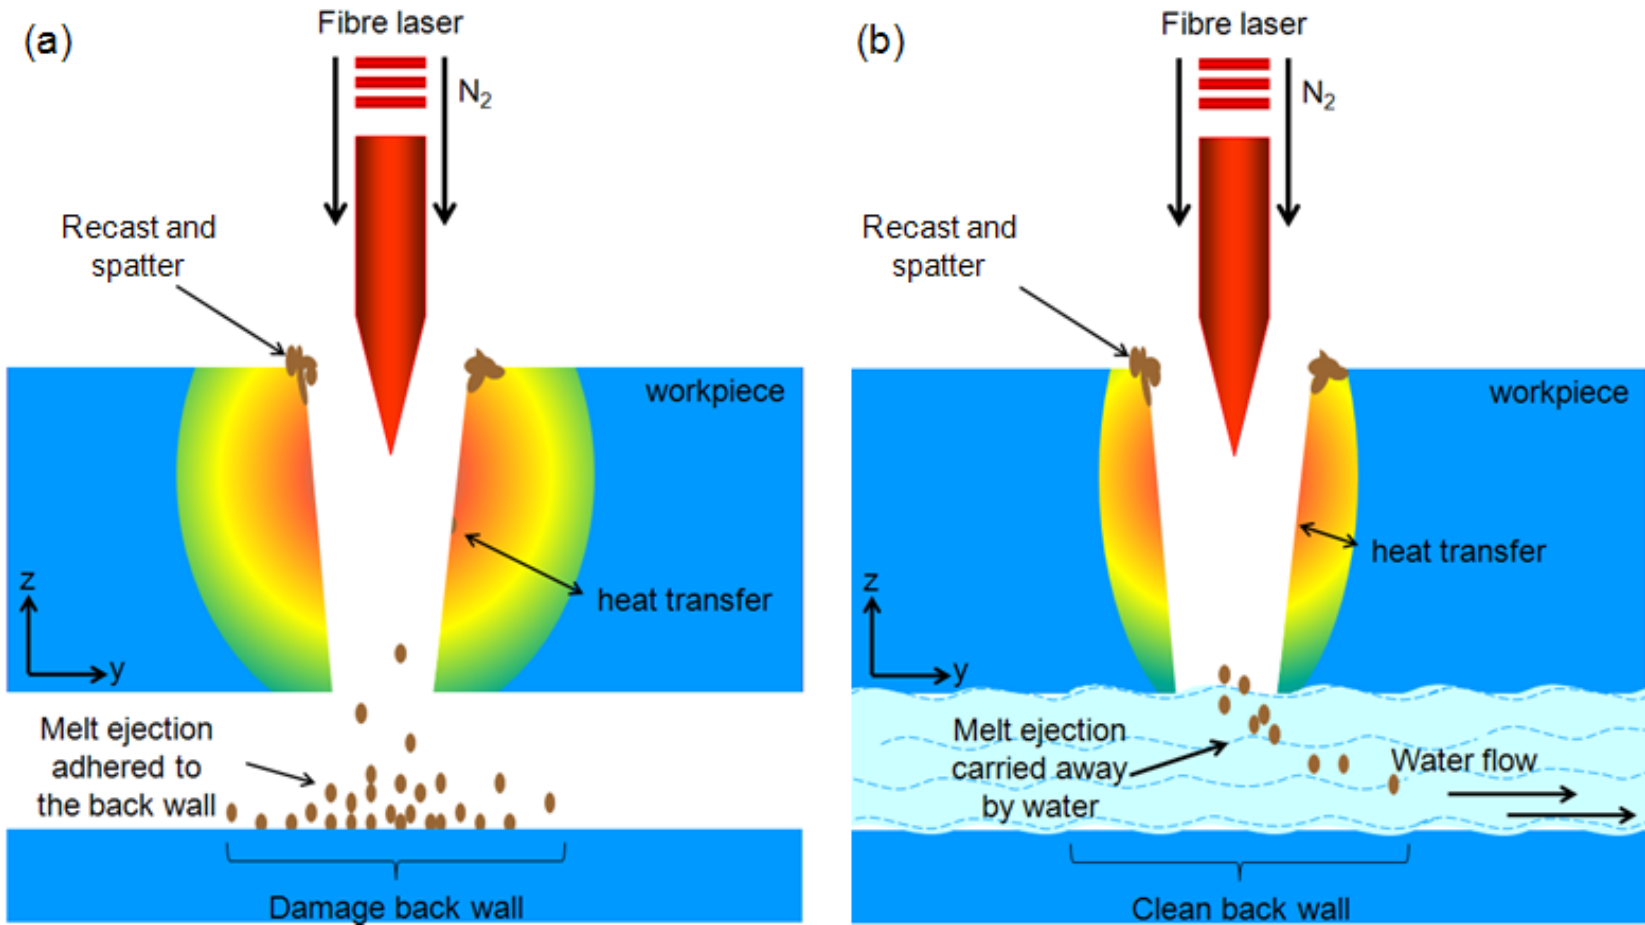 (a)
Fibre laser
N2
Recast and
spatter
workpiece
heat transfer
z
y
Melt ejection
adhered to
the back wall
Damage back wall
(b)
Fibre laser
N2
Recast and
spatter
workpiece
heat transfer
z
y
Melt ejection
carried away
by water
Water flow
Clean back wall